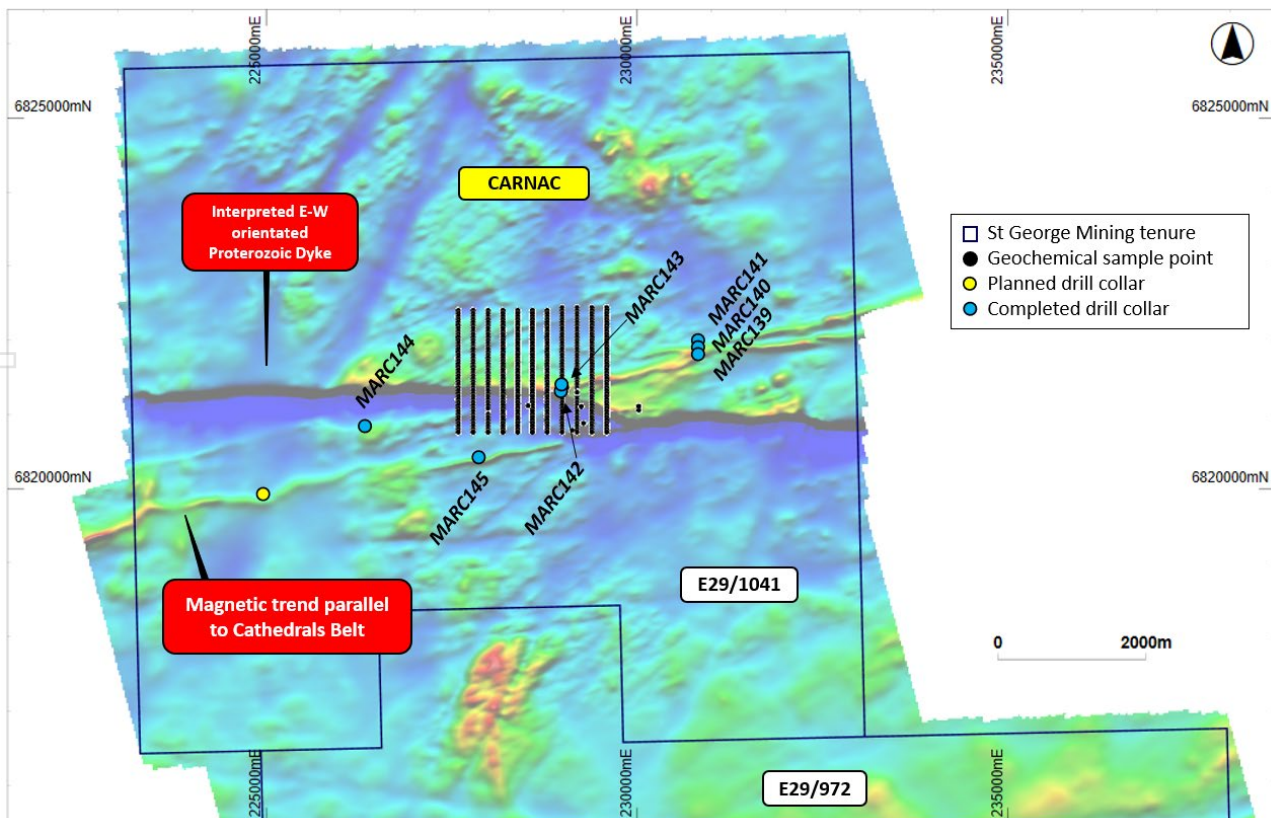 225000mE
230000mE
235000mE
6825000mN
6825000mN
CARNAC
Interpreted E-W
orientated
Proterozoic Dyke
St George Mining tenure
Geochemical sample point
Planned drill collar
Completed drill collar
MARC143
MARC141
MARC140
MARC139
MARC144
6820000mN
6820000mN
MARC145
MARC142
E29/1041
Magnetic trend parallel
to Cathedrals Belt
0
2000m
225000mE
230000mE
235000mE
E29/972